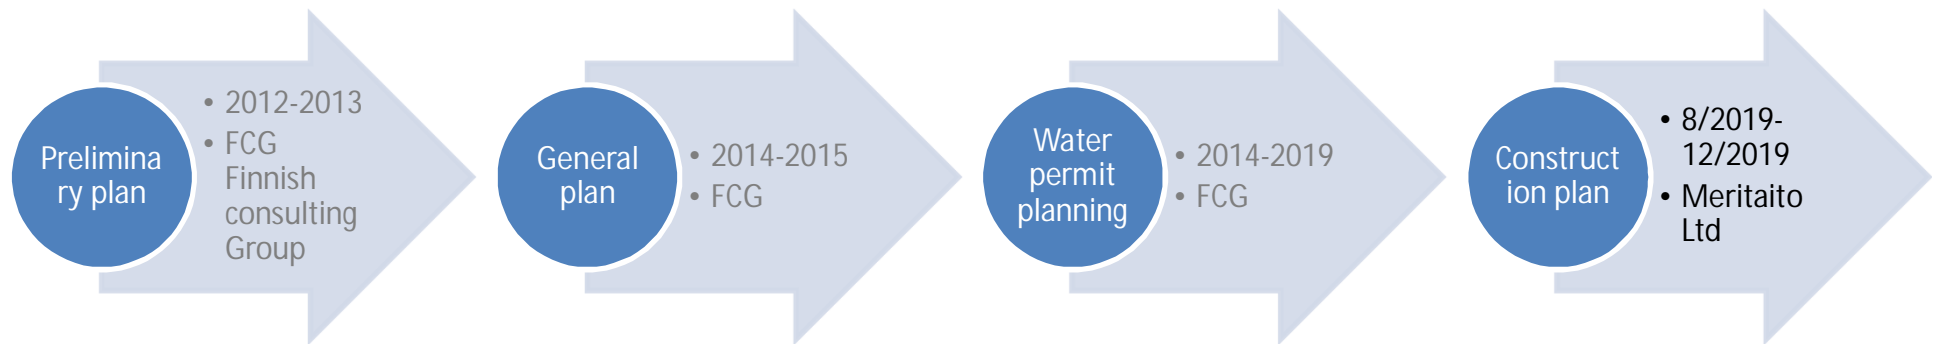 Prelimina
ry plan
• 2012-2013
• FCG
Finnish
consulting
Group
General
plan
• 2014-2015
• FCG
Water
permit
planning
• 2014-2019
• FCG
Construct
ion plan
• 8/2019-
12/2019
• Meritaito
Ltd